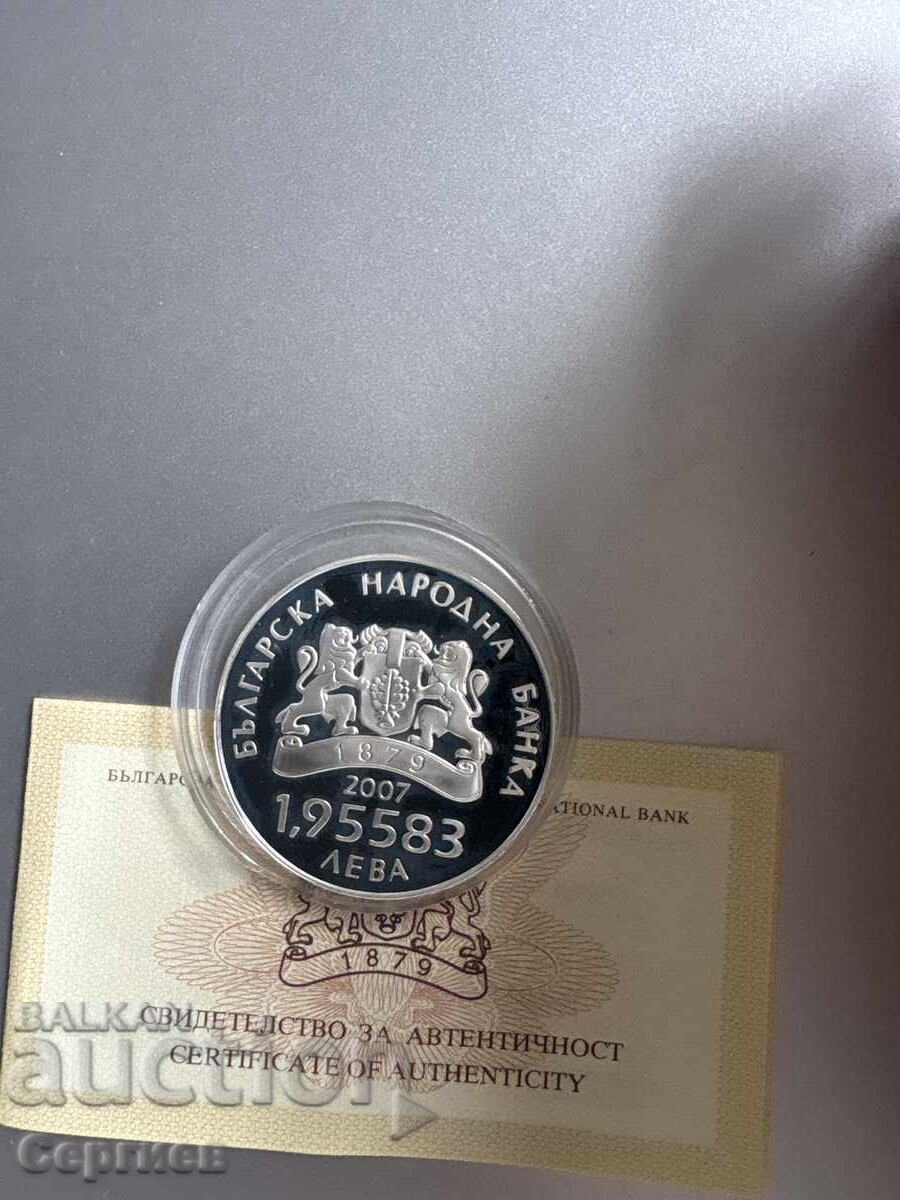 БЪЛГАРСКА НАРОДНА БАНКА
1879
2007
1,95583
ЛЕВА
NATIONAL BANK
1879
СВИДЕТЕЛСТВО ЗА АВТЕНТИЧНОСТ
CERTIFICATE OF AUTHENTICITY
BALKAN
auction
Сергиев